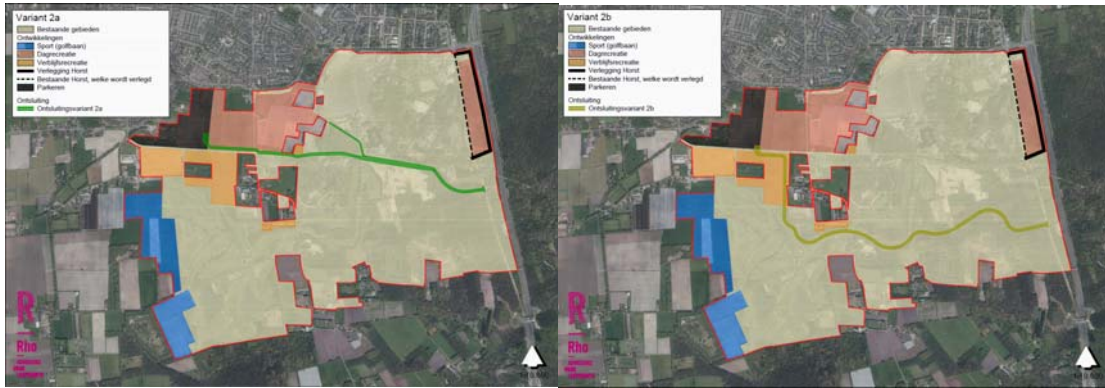 Variant 2a
Bestaande gebieden
Ontwikkelingen
Sport (golfbaan)
Dagrecreatie
Verblijfsrecreatie
Verlegging Horst
Bestaande Horst, welke wordt verlegd
Parkeren
Ontsluiting
Ontsluitingsvariant 2a
R
Rho
Variant 2b
Bestaande gebieden
Ontwikkelingen
Sport (golfbaan)
Dagrecreatie
Verblijfsrecreatie
Verlegging Horst
Bestaande Horst, welke wordt verlegd
Parkeren
Ontsluiting
Ontsluitingsvariant 2b
R
Rho